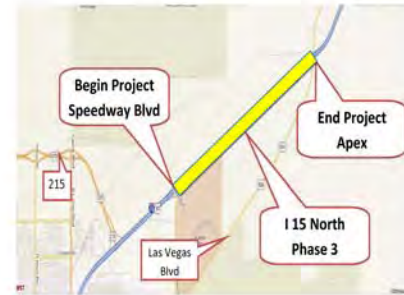 Begin Project
Speedway Blvd
End Project
Apex
215
I 15 North
Phase 3
Las Vegas
Blvd